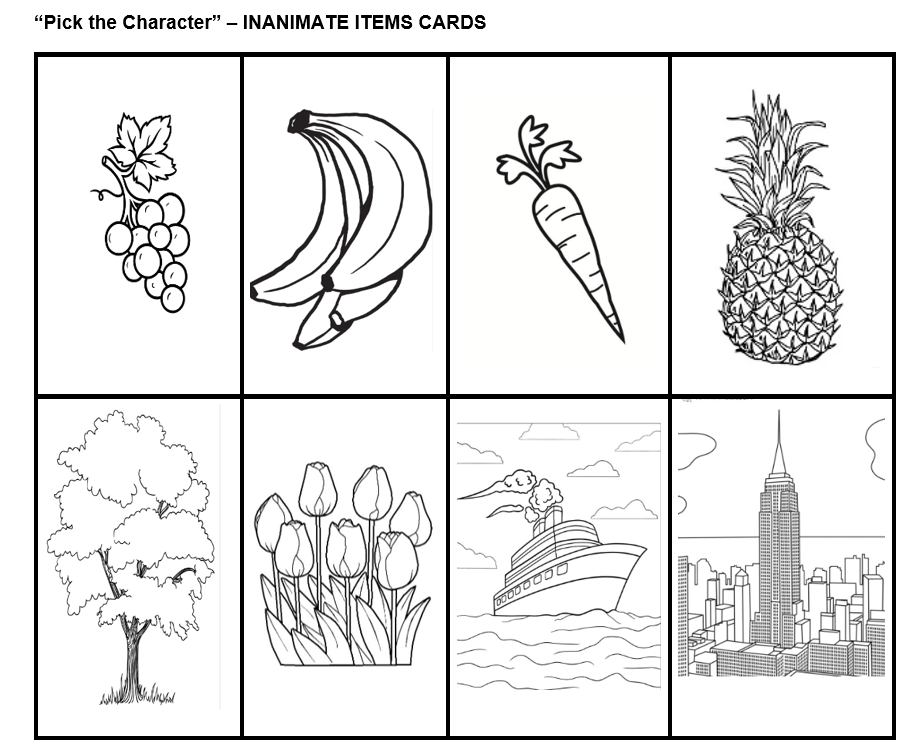 “Pick the Character” – INANIMATE ITEMS CARDS